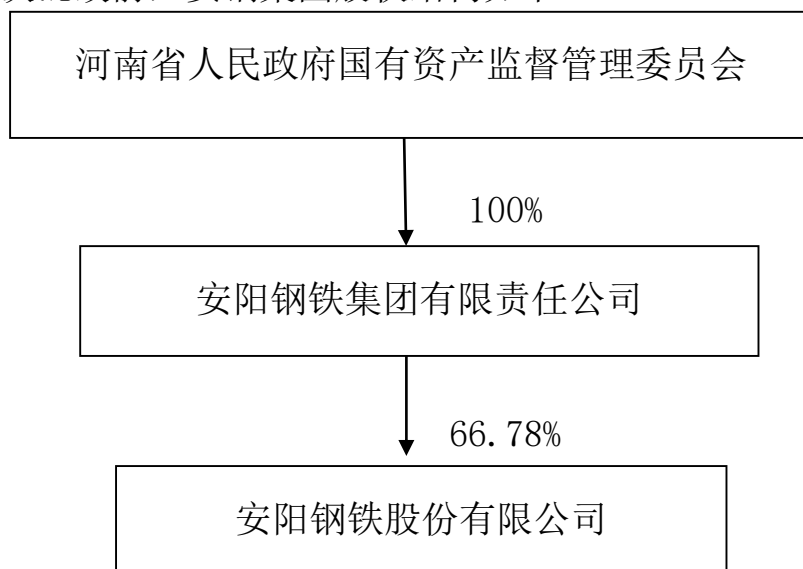 河南省人民政府国有资产监督管理委员会
100%
安阳钢铁集团有限责任公司
66.78%
安阳钢铁股份有限公司